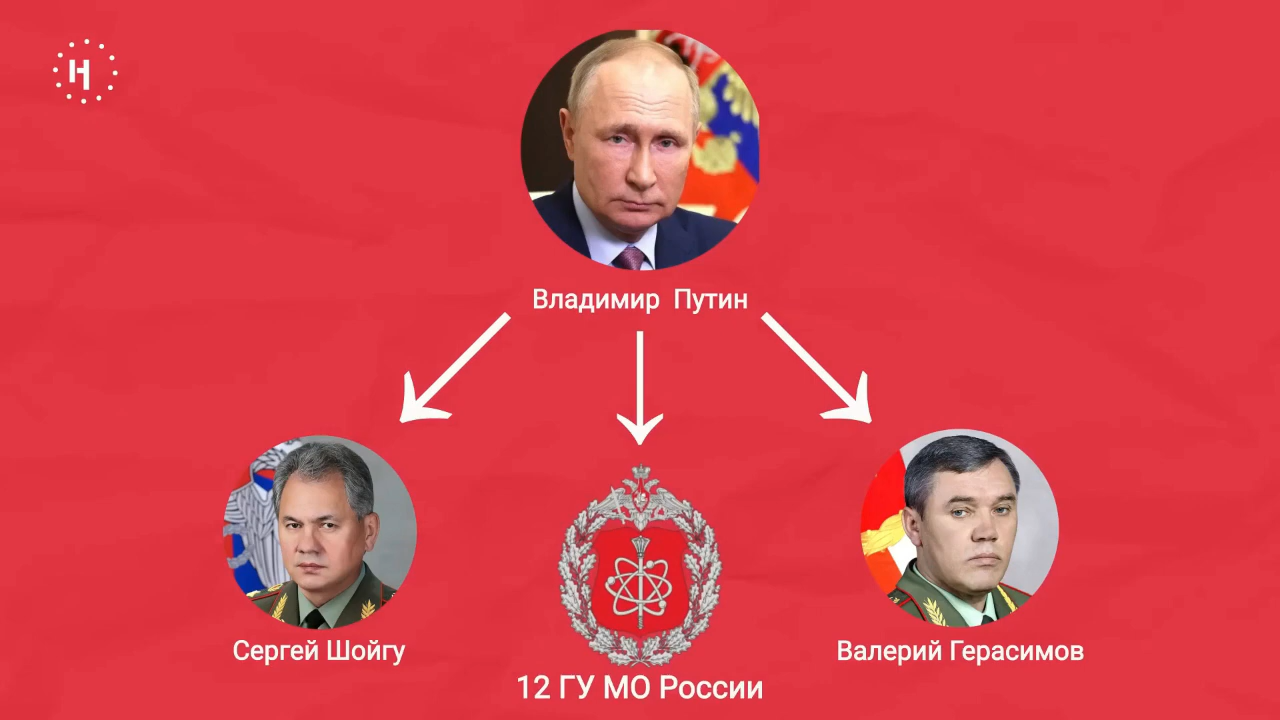 Н
Владимир Путин
Сергей Шойгу
Валерий Герасимов
12 ГУ МО России